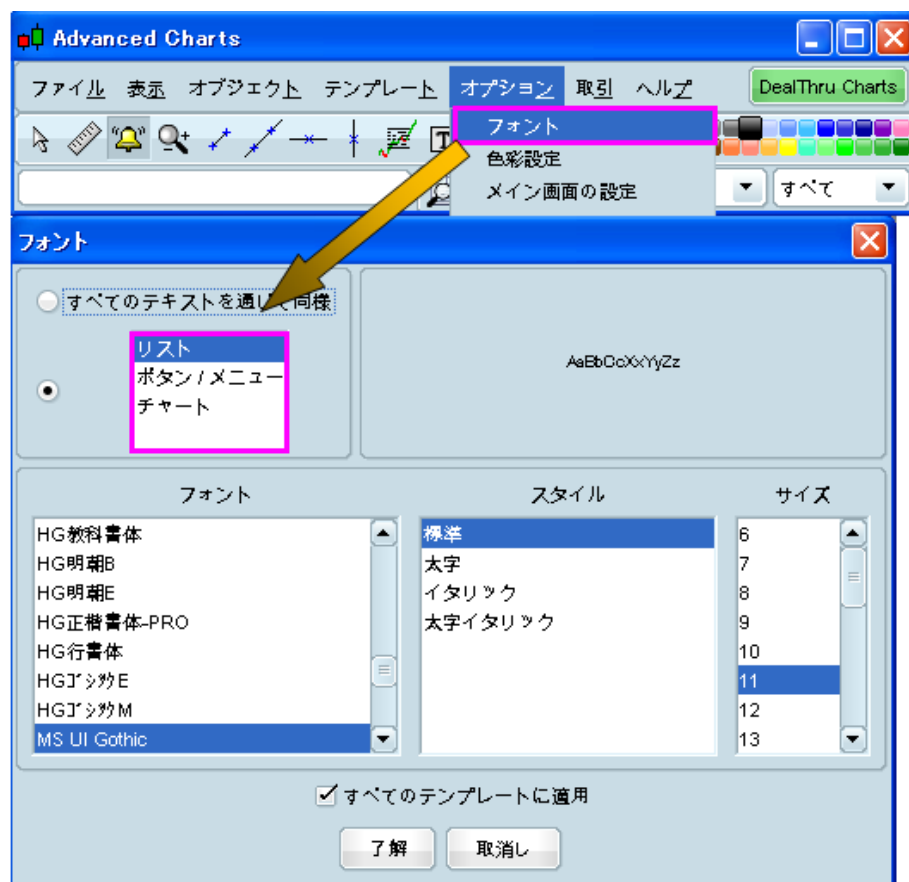 Advanced Charts
ファイル 表示 オブジェクト テンプレート オプション 取引 ヘルプ DealThru Charts
フォント
色彩設定
メイン画面の設定
すべて
フォント
すべてのテキストを通して同様
リスト
ボタン / メニュー
チャート
AaBbCcXxYyZz
フォント スタイル サイズ
HG教科書体 標準 6
HG明朝B 太字 7
HG明朝E イタリック 8
HG正楷書体-PRO 太字イタリック 9
HG行書体 10
HGゴシックE 11
HGゴシックM 12
MS UI Gothic 13
すべてのテンプレートに適用
了解 取消し